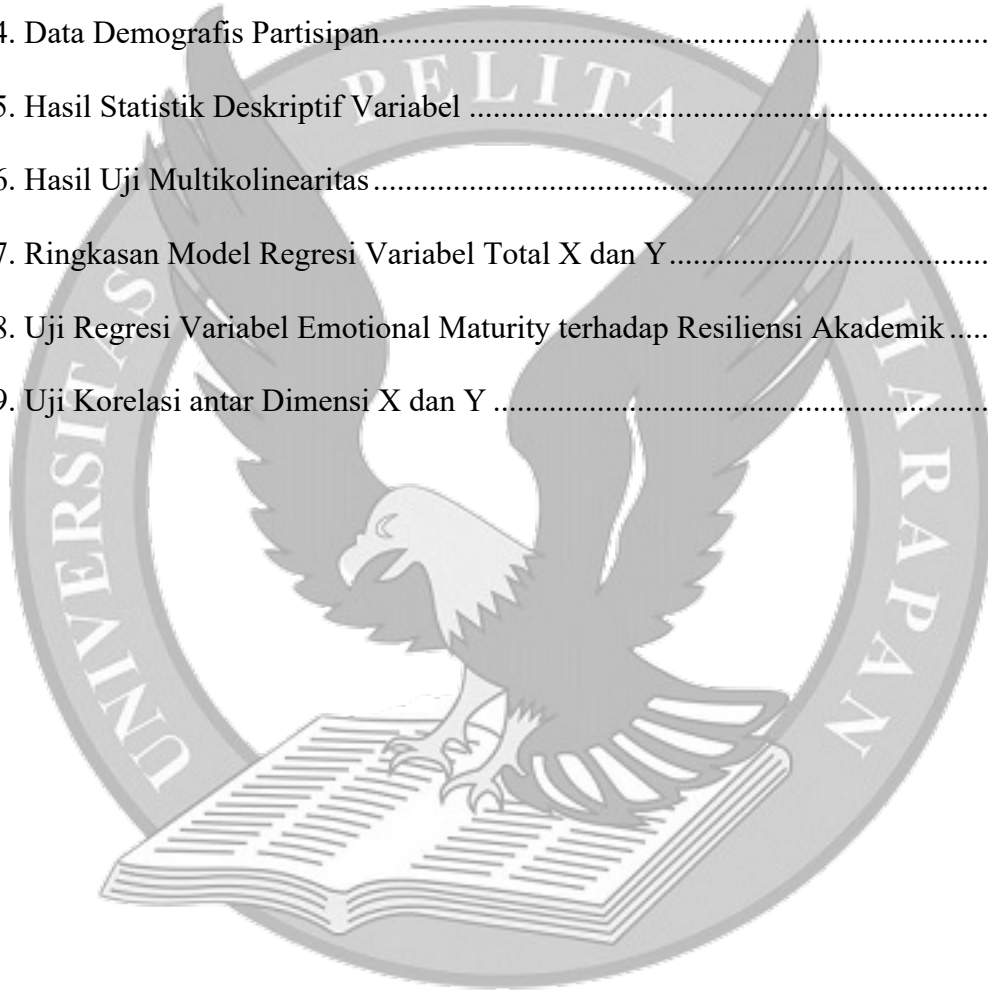 4. Data Demografis Partisipan....................................................................................
5. Hasil Statistik Deskriptif Variabel ........................................................................
6. Hasil Uji Multikolinearitas.....................................................................................
7. Ringkasan Model Regresi Variabel Total X dan Y............................................
8. Uji Regresi Variabel Emotional Maturity terhadap Resiliensi Akademik.....
9. Uji Korelasi antar Dimensi X dan Y .....................................................................
UNIVERSITAS PELITA HARAPAN